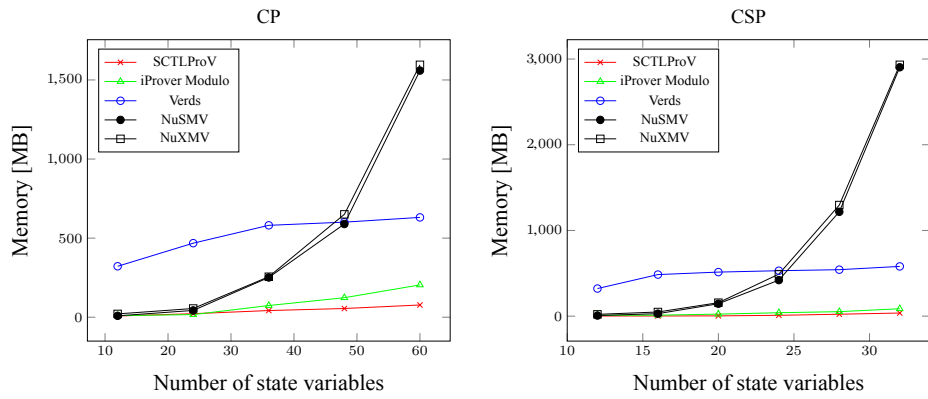 CP
Memory [MB]
1,500
1,000
500
0
SCTLProV
iProver Modulo
Verds
NuSMV
NuXMV
10 20 30 40 50 60
Number of state variables
CSP
Memory [MB]
3,000
2,000
1,000
0
SCTLProV
iProver Modulo
Verds
NuSMV
NuXMV
10 15 20 25 30
Number of state variables